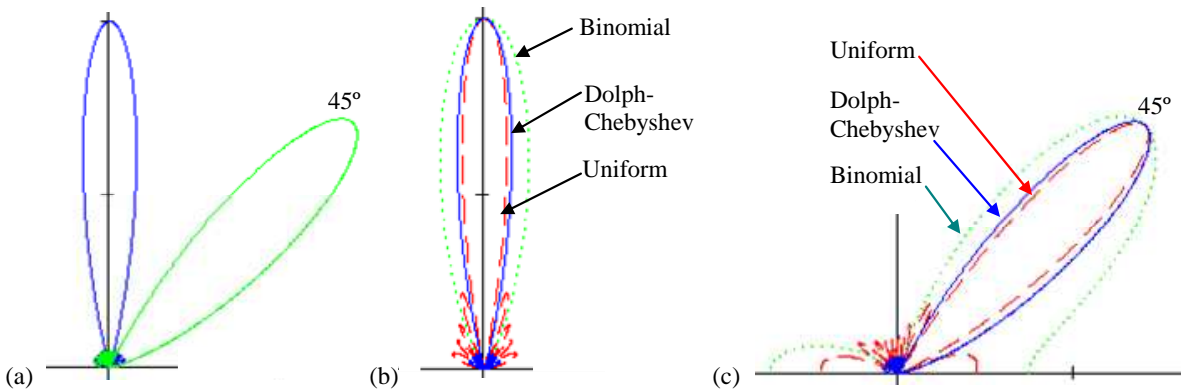 45º
(a)
Binomial
Dolph-
Chebyshev
Uniform
(b)
Uniform
Dolph-
Chebyshev
Binomial
45º
(c)